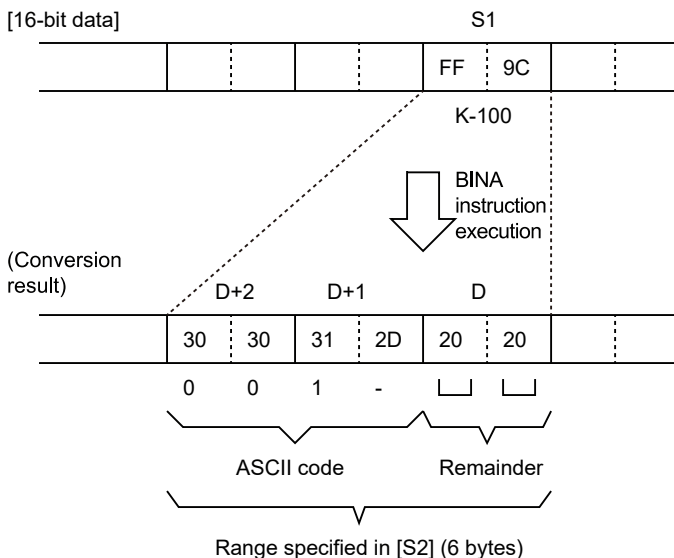 [16-bit data]
S1
FF 9C
K-100
BINA
instruction
execution
(Conversion
result)
D+2 D+1 D
30 30 31 2D 20 20
0 0 1 -
ASCII code Remainder
Range specified in [S2] (6 bytes)